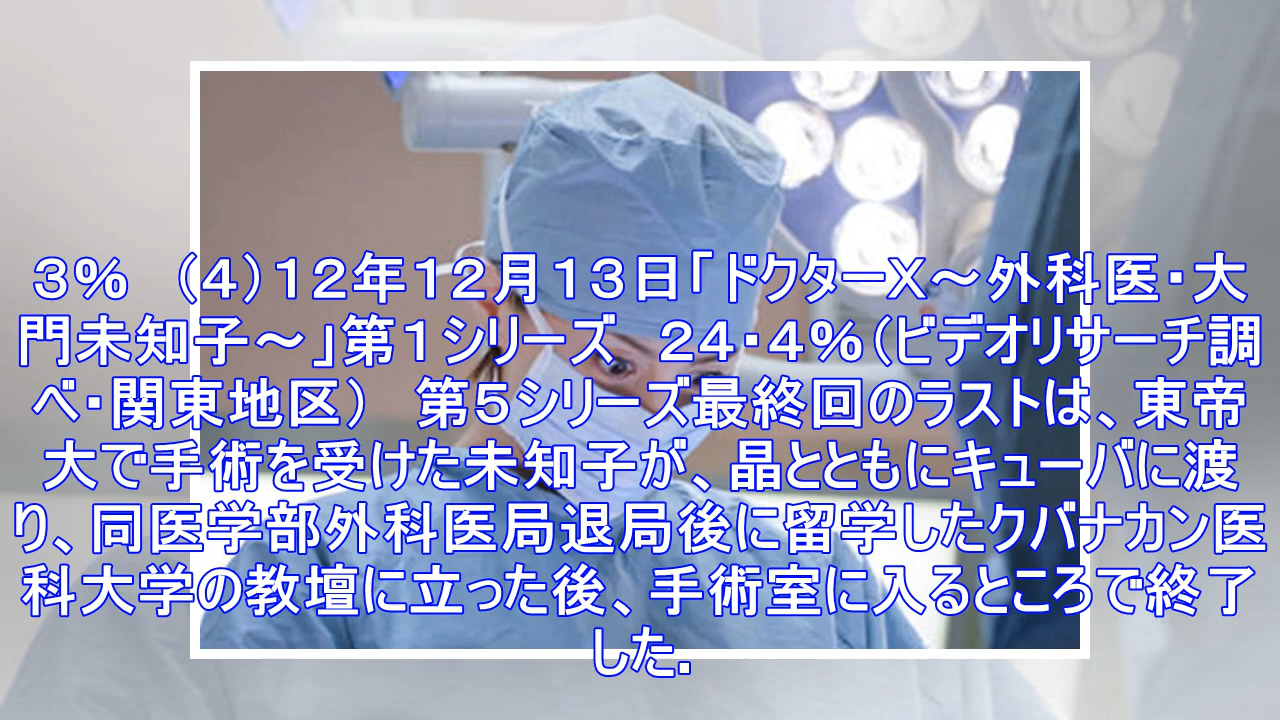 ３％　（４）１２年１２月１３日「ドクターＸ～外科医・大
門未知子～」第１シリーズ　２４・４％（ビデオリサーチ調
べ・関東地区）　第５シリーズ最終回のラストは、東帝
大で手術を受けた未知子が、晶とともにキューバに渡
り、同医学部外科医局退局後に留学したクバナカン医
科大学の教壇に立った後、手術室に入るところで終了
した.